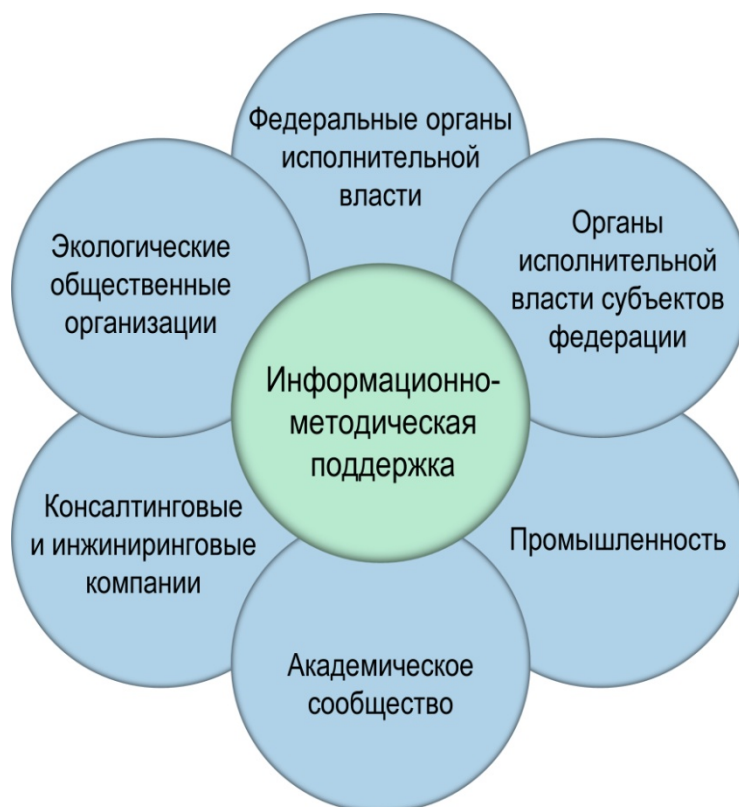 Федеральные органы
исполнительной
власти
Органы
исполнительной
власти субъектов
федерации
Промышленность
Академическое
сообщество
Консалтинговые
и инжиниринговые
компании
Экологические
общественные
организации
Информационно-
методическая
поддержка